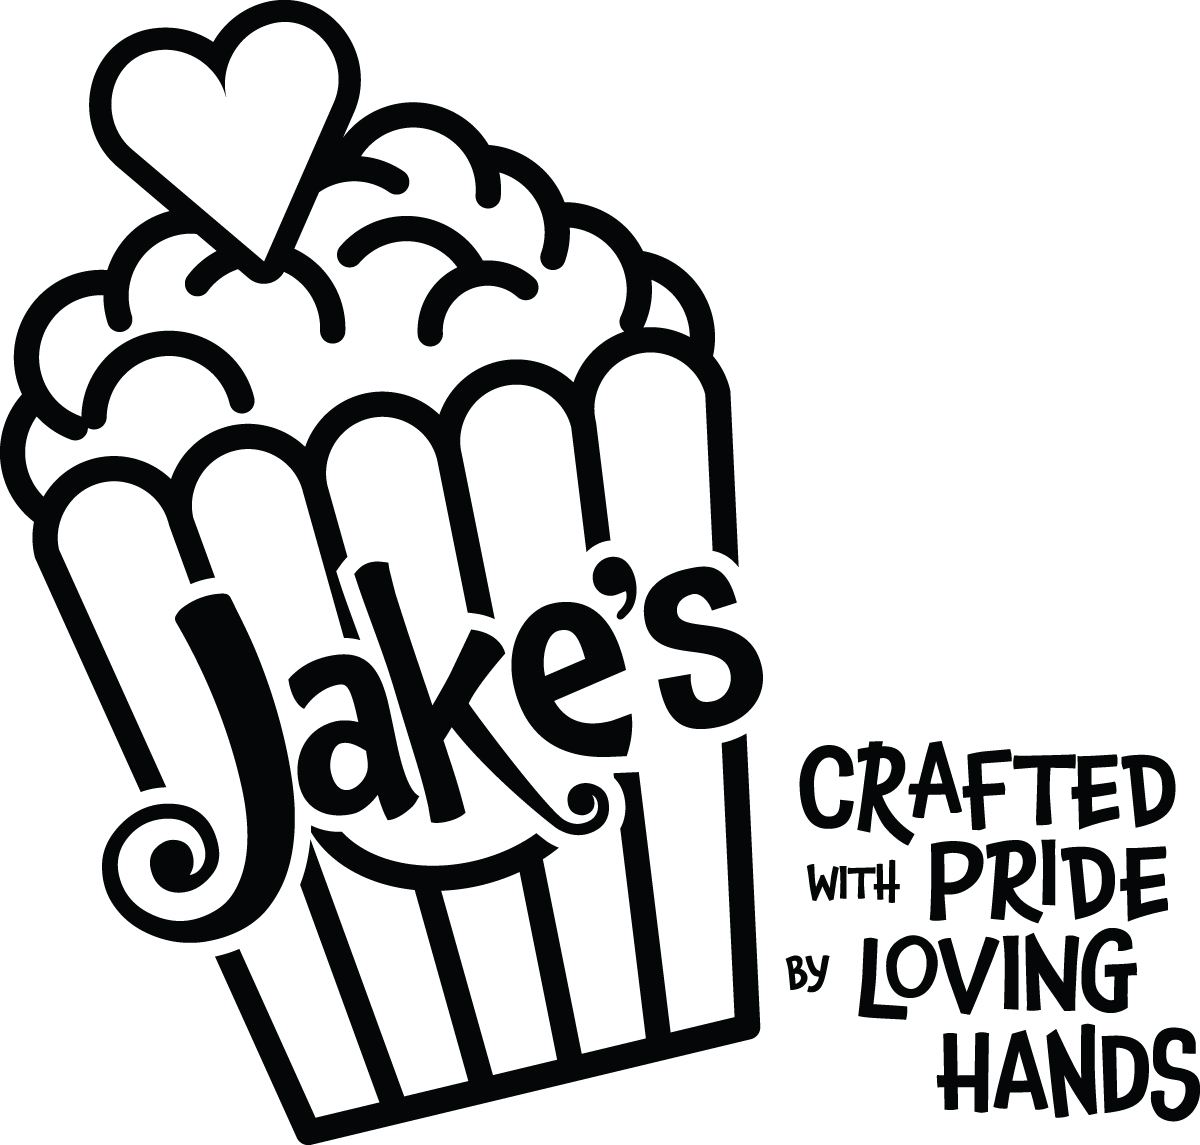 Jake's
CRAFTED
WITH PRIDE
BY LOVING
HANDS